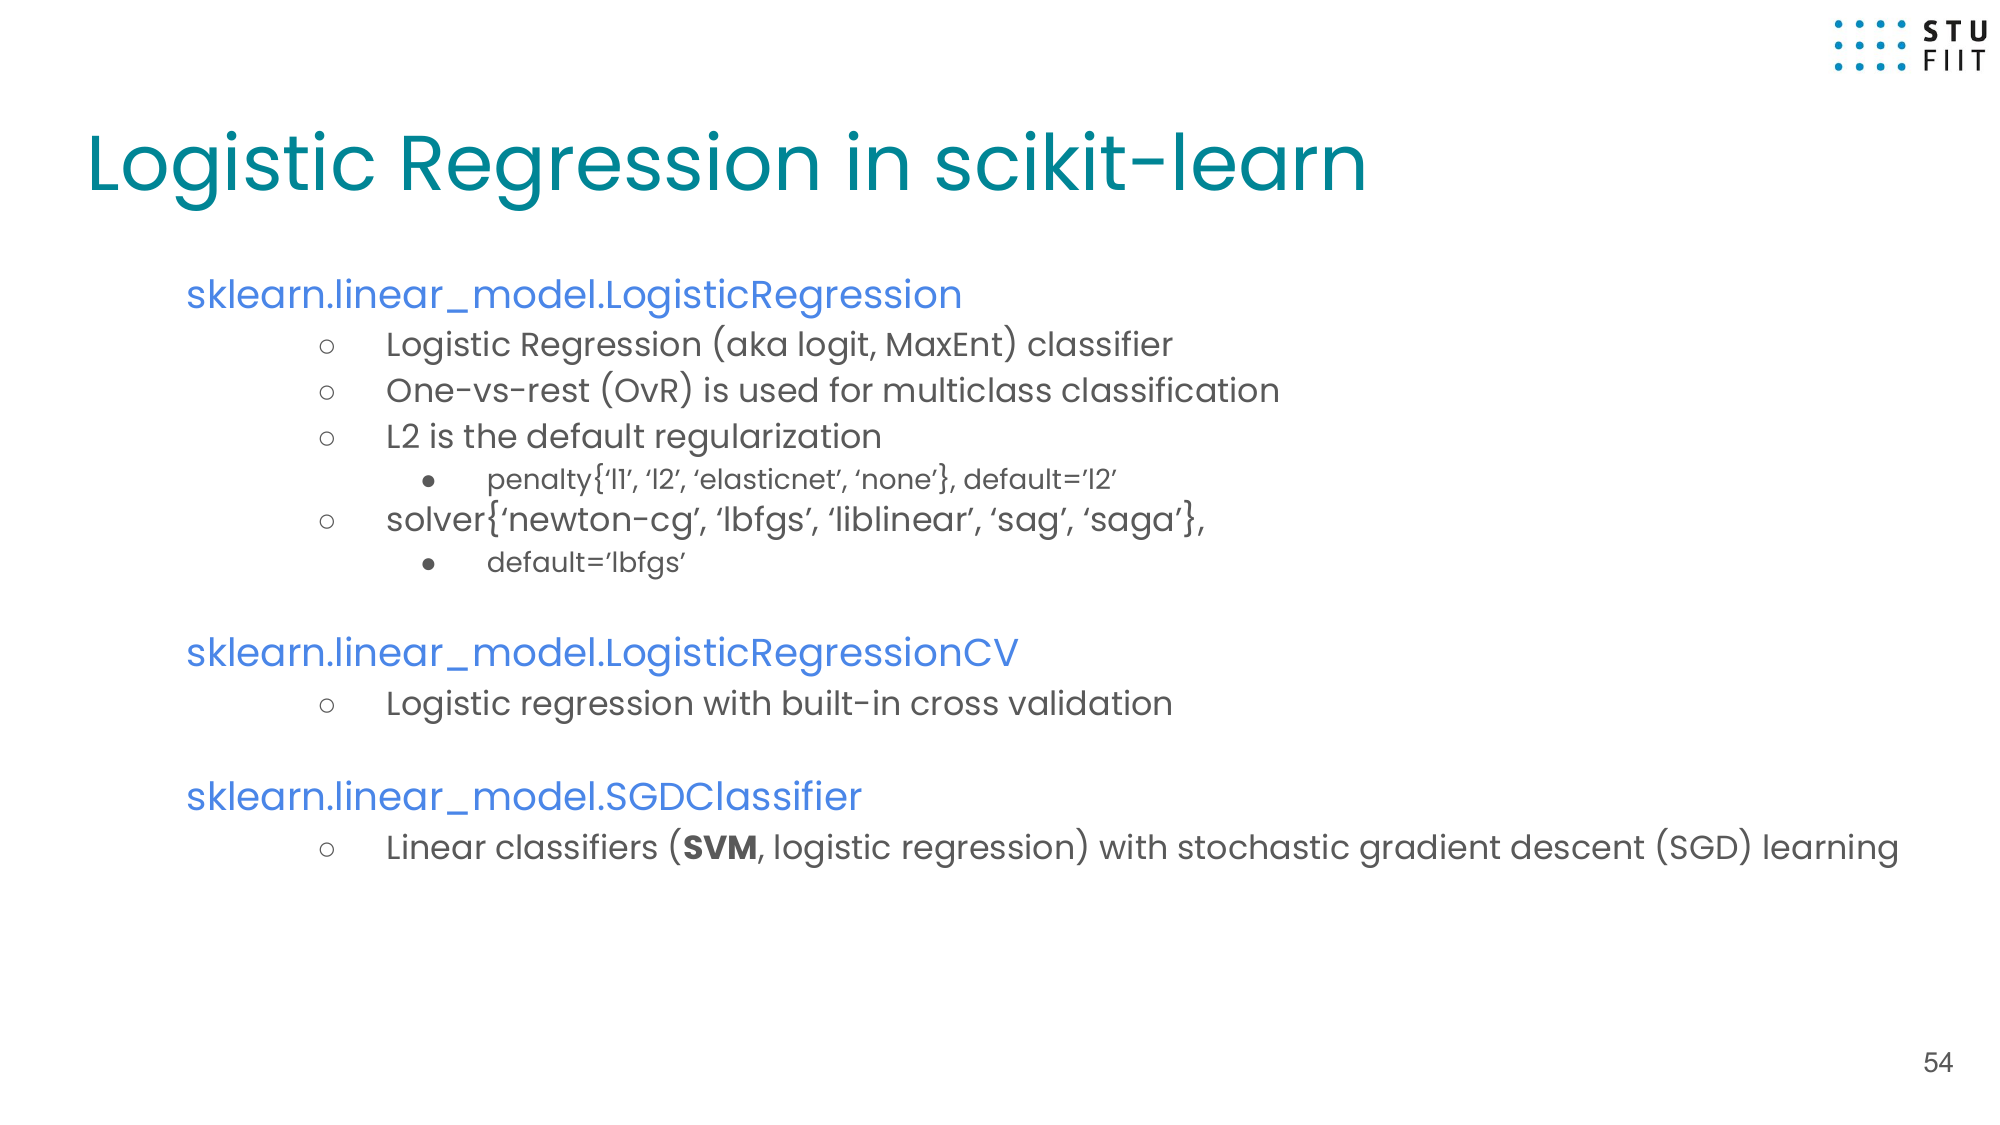 STU
FIIT
Logistic Regression in scikit-learn
sklearn.linear_model.LogisticRegression
○ Logistic Regression (aka logit, MaxEnt) classifier
○ One-vs-rest (OvR) is used for multiclass classification
○ L2 is the default regularization
● penalty{‘l1’, ‘l2’, ‘elasticnet’, ‘none’}, default=’l2’
○ solver{‘newton-cg’, ‘lbfgs’, ‘liblinear’, ‘sag’, ‘saga’},
● default=’lbfgs’
sklearn.linear_model.LogisticRegressionCV
○ Logistic regression with built-in cross validation
sklearn.linear_model.SGDClassifier
○ Linear classifiers (SVM, logistic regression) with stochastic gradient descent (SGD) learning
54